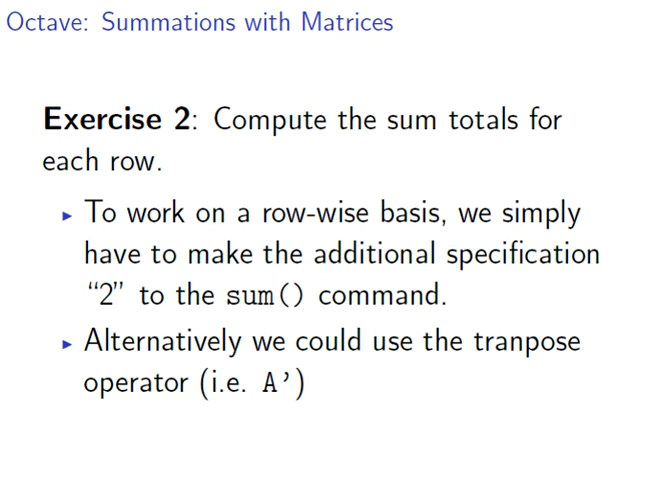 Octave: Summations with Matrices
Exercise 2: Compute the sum totals for
each row.
▶ To work on a row-wise basis, we simply
have to make the additional specification
“2” to the sum() command.
▶ Alternatively we could use the tranpose
operator (i.e. A’)